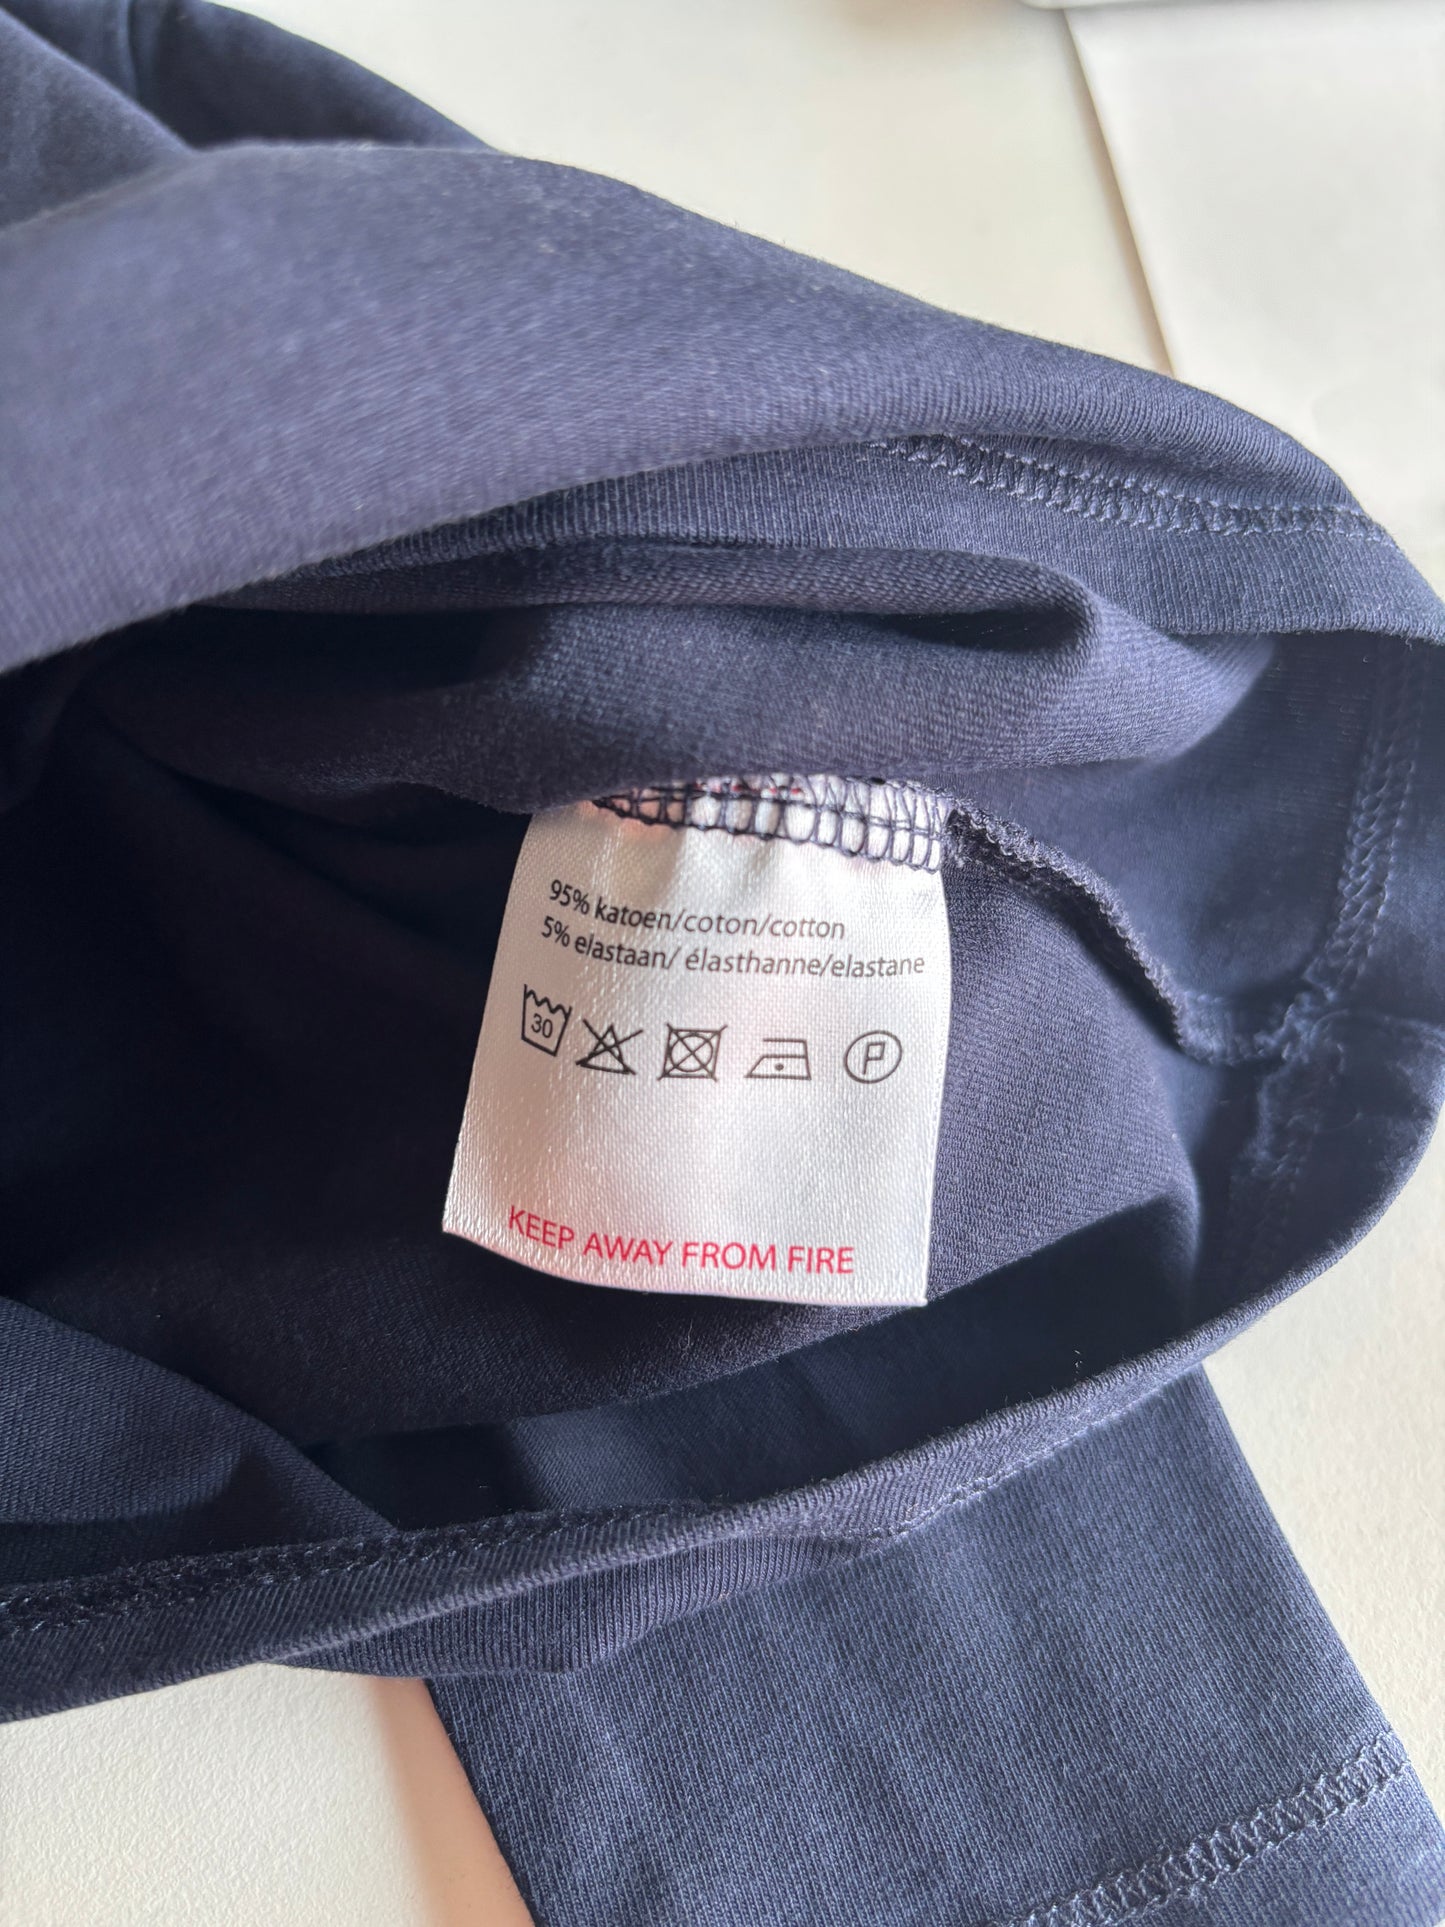 95% katoen/coton/cotton
5% elastaan/ élasthanne/elastane
30 P
KEEP AWAY FROM FIRE